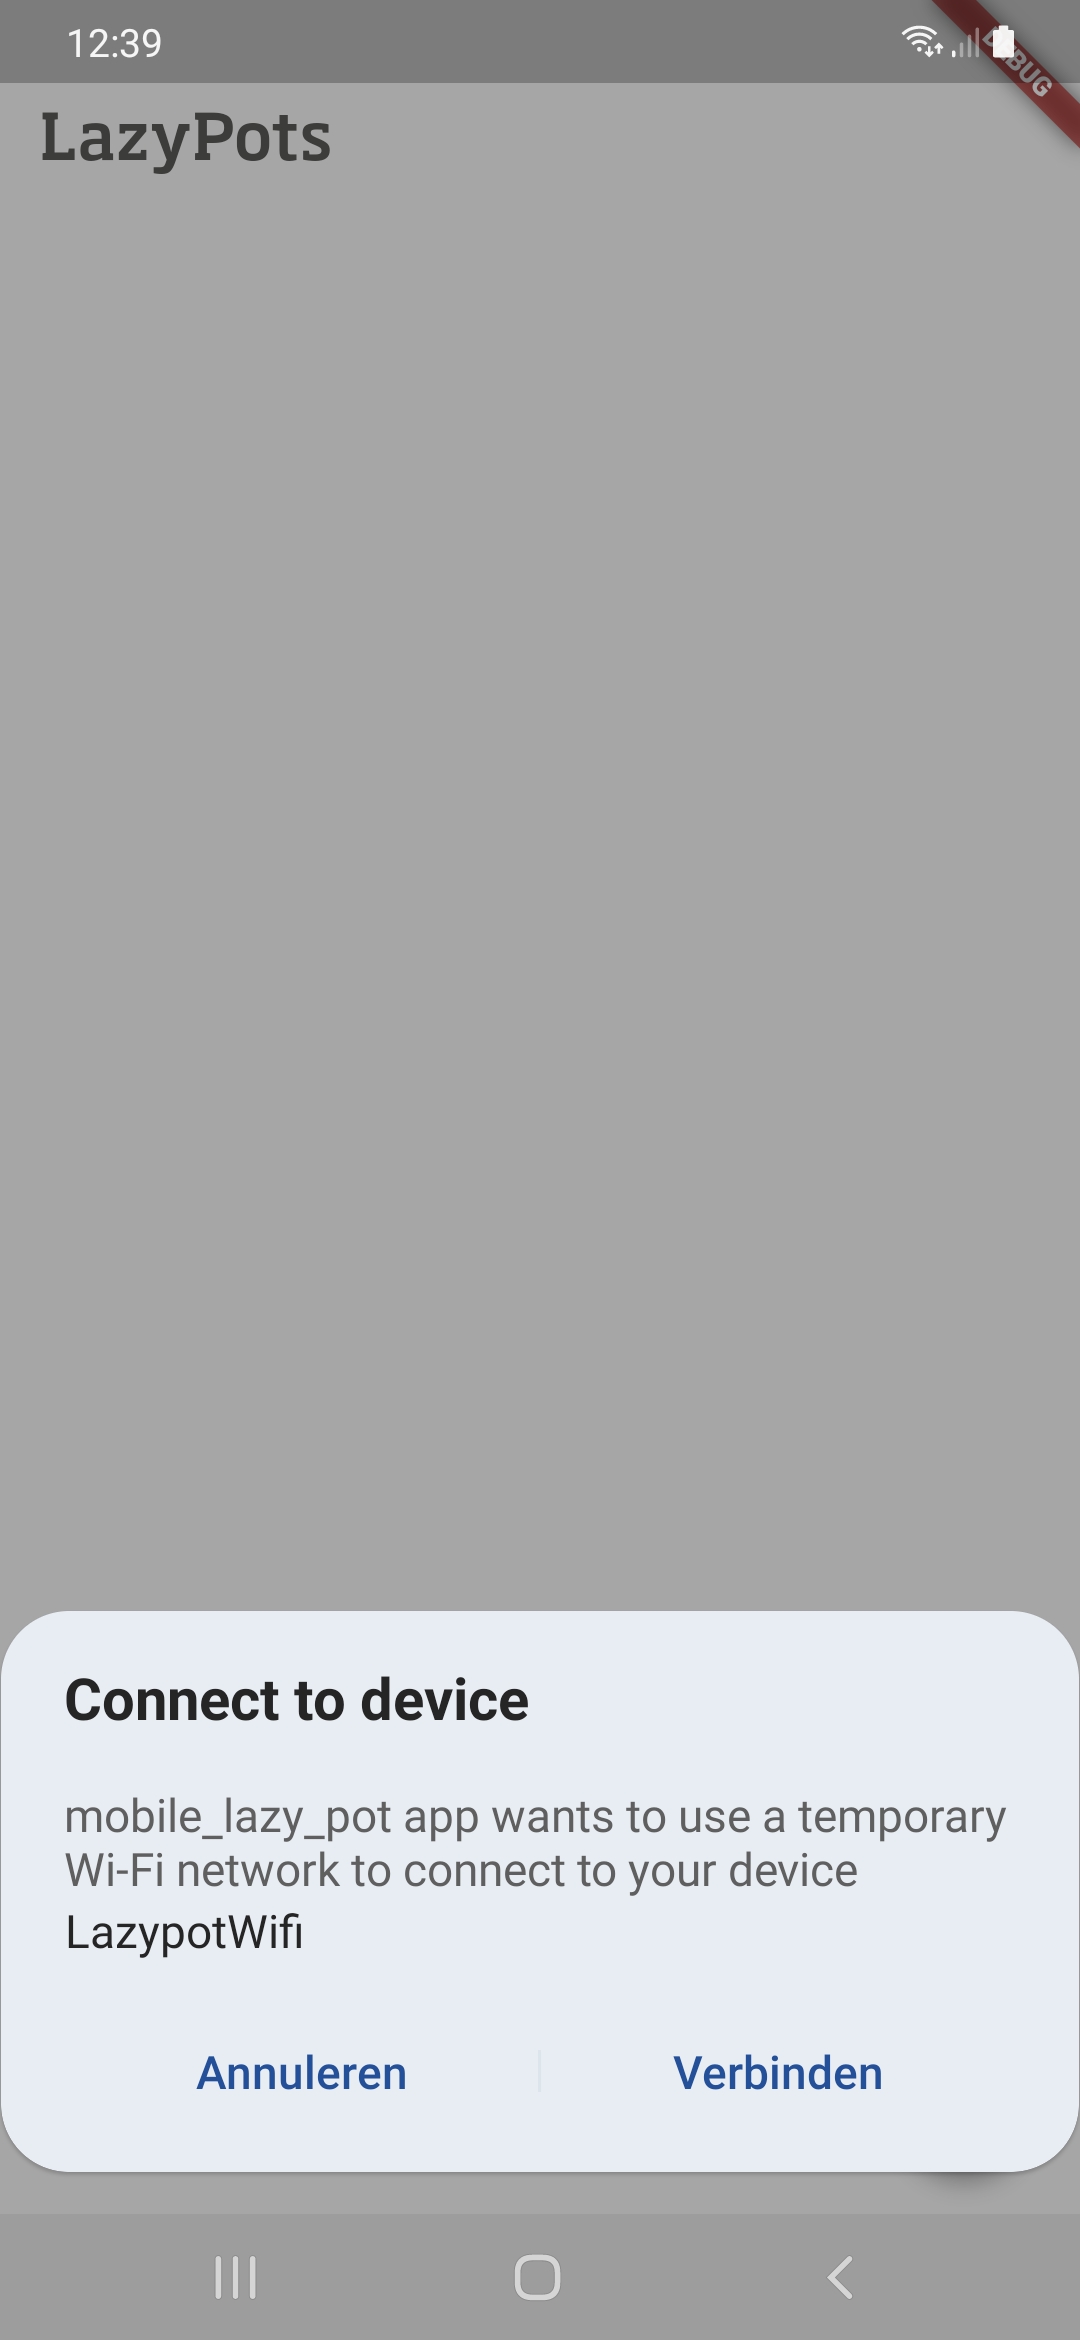 12:39
DEBUG
LazyPots
Connect to device
mobile_lazy_pot app wants to use a temporary
Wi-Fi network to connect to your device
LazypotWifi
Annuleren
Verbinden